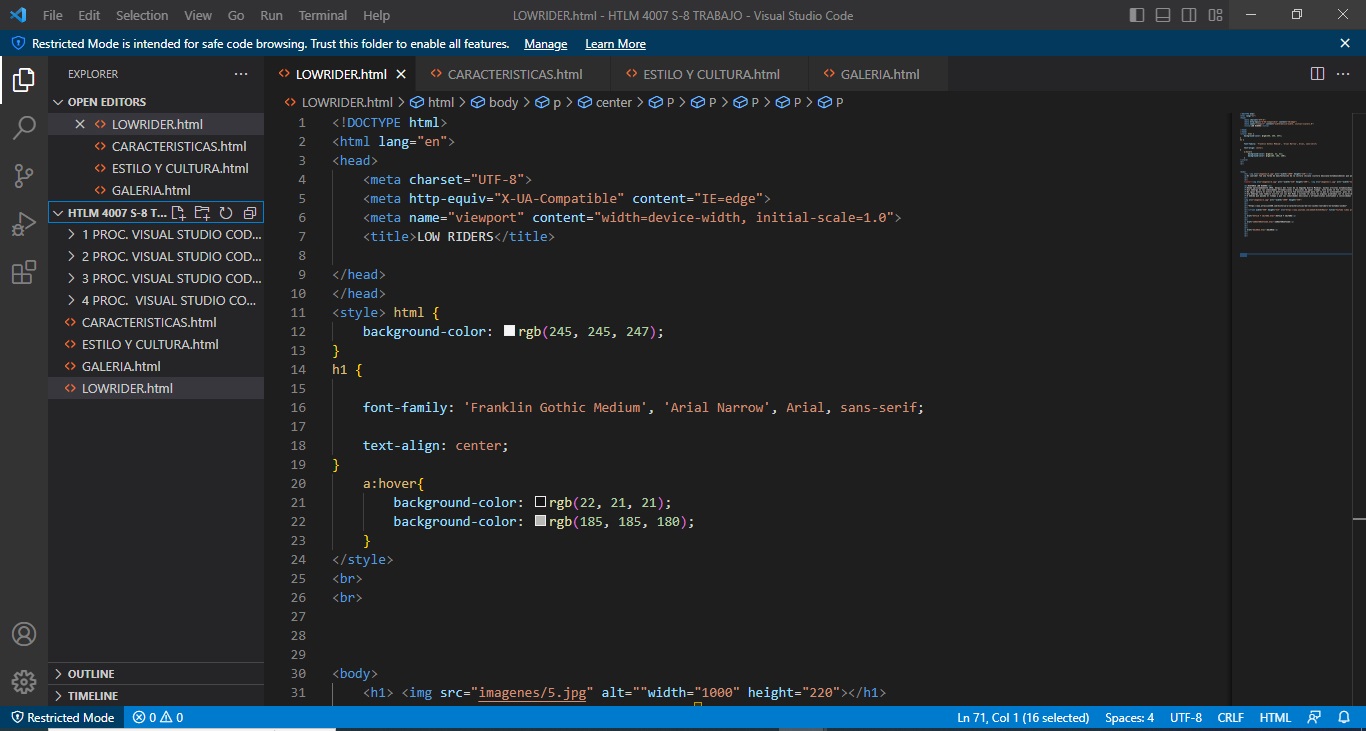 File Edit Selection View Go Run Terminal Help LOWRIDER.html - HTLM 4007 S-8 TRABAJO - Visual Studio Code
Restricted Mode is intended for safe code browsing. Trust this folder to enable all features. Manage Learn More
EXPLORER
OPEN EDITORS
LOWRIDER.html
CARACTERISTICAS.html
ESTILO Y CULTURA.html
GALERIA.html
HTLM 4007 S-8 T...
1 PROC. VISUAL STUDIO COD...
2 PROC. VISUAL STUDIO COD...
3 PROC. VISUAL STUDIO COD...
4 PROC. VISUAL STUDIO CO...
CARACTERISTICAS.html
ESTILO Y CULTURA.html
GALERIA.html
LOWRIDER.html
OUTLINE
TIMELINE
LOWRIDER.html CARACTERISTICAS.html ESTILO Y CULTURA.html GALERIA.html
LOWRIDER.html > html > body > p > center > P > P > P > P > P
1 <!DOCTYPE html>
2 <html lang="en">
3 <head>
4 <meta charset="UTF-8">
5 <meta http-equiv="X-UA-Compatible" content="IE=edge">
6 <meta name="viewport" content="width=device-width, initial-scale=1.0">
7 <title>LOW RIDERS</title>
8
9 </head>
10 </head>
11 <style> html {
12 background-color: rgb(245, 245, 247);
13 }
14 h1 {
15
16 font-family: 'Franklin Gothic Medium', 'Arial Narrow', Arial, sans-serif;
17
18 text-align: center;
19 }
20 a:hover{
21 background-color: rgb(22, 21, 21);
22 background-color: rgb(185, 185, 180);
23 }
24 </style>
25 <br>
26 <br>
27
28
29
30 <body>
31 <h1> <img src="imagenes/5.jpg" alt=""width="1000" height="220"></h1>
Restricted Mode 0 0 Ln 71, Col 1 (16 selected) Spaces: 4 UTF-8 CRLF HTML